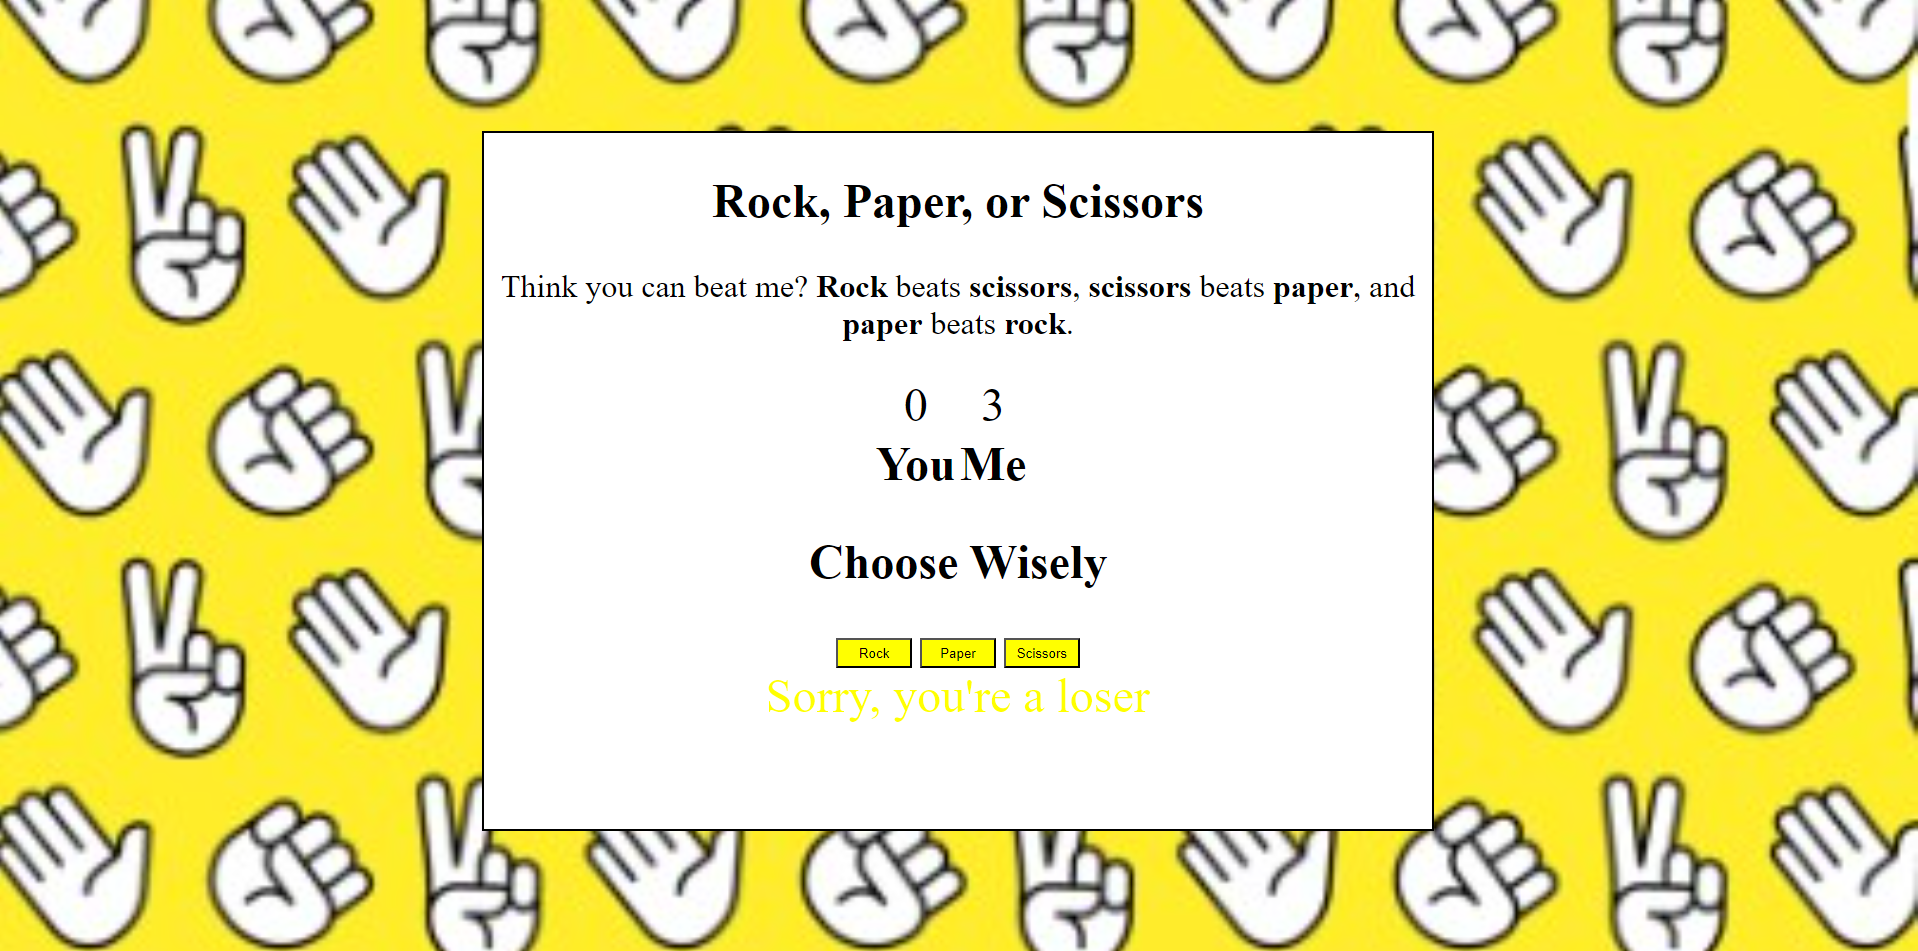 Rock, Paper, or Scissors
Think you can beat me? Rock beats scissors, scissors beats paper, and
paper beats rock.
0 3
You Me
Choose Wisely
Rock Paper Scissors
Sorry, you're a loser